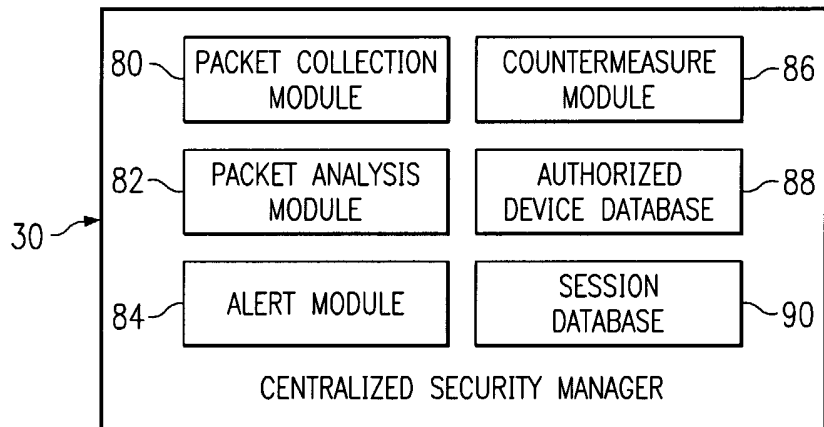 80
PACKET COLLECTION
MODULE
COUNTERMEASURE
MODULE
86
82
PACKET ANALYSIS
MODULE
AUTHORIZED
DEVICE DATABASE
88
30
84
ALERT MODULE
SESSION
DATABASE
90
CENTRALIZED SECURITY MANAGER